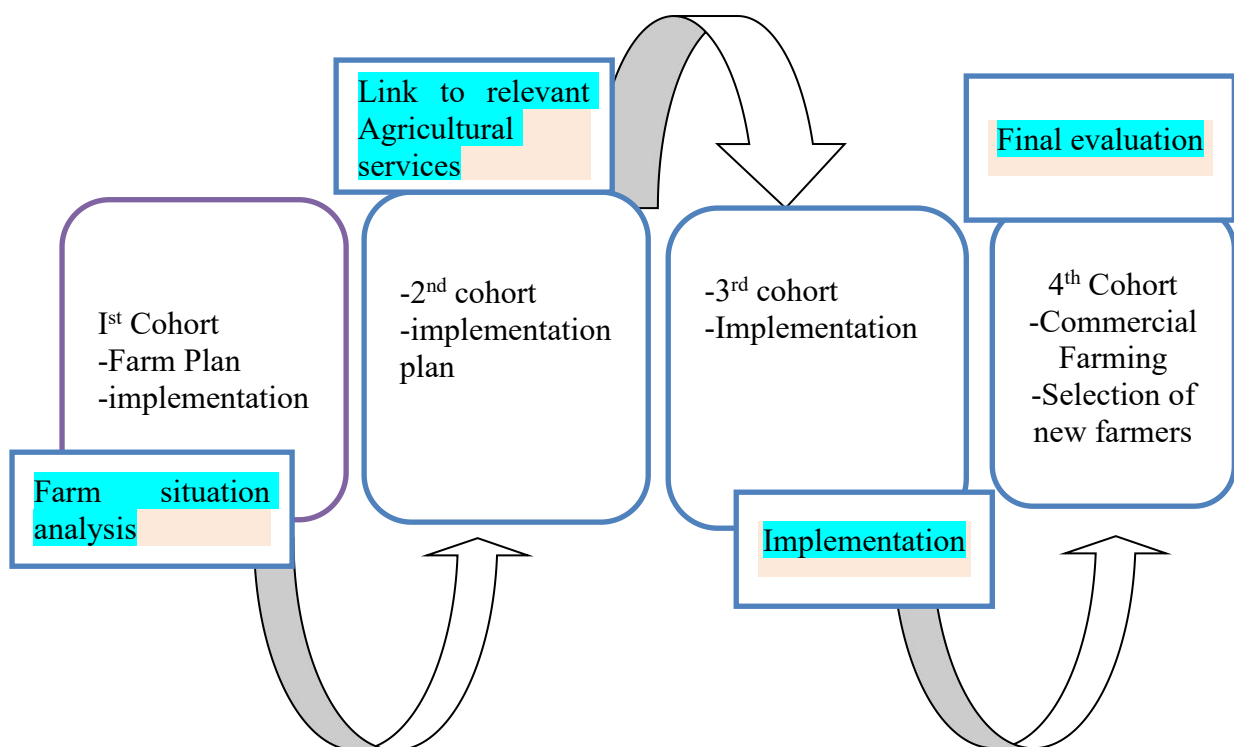 Ist Cohort
-Farm Plan
-implementation
Farm situation
analysis
Link to relevant
Agricultural
services
-2nd cohort
-implementation
plan
-3rd cohort
-Implementation
Implementation
Final evaluation
4th Cohort
-Commercial
Farming
-Selection of
new farmers